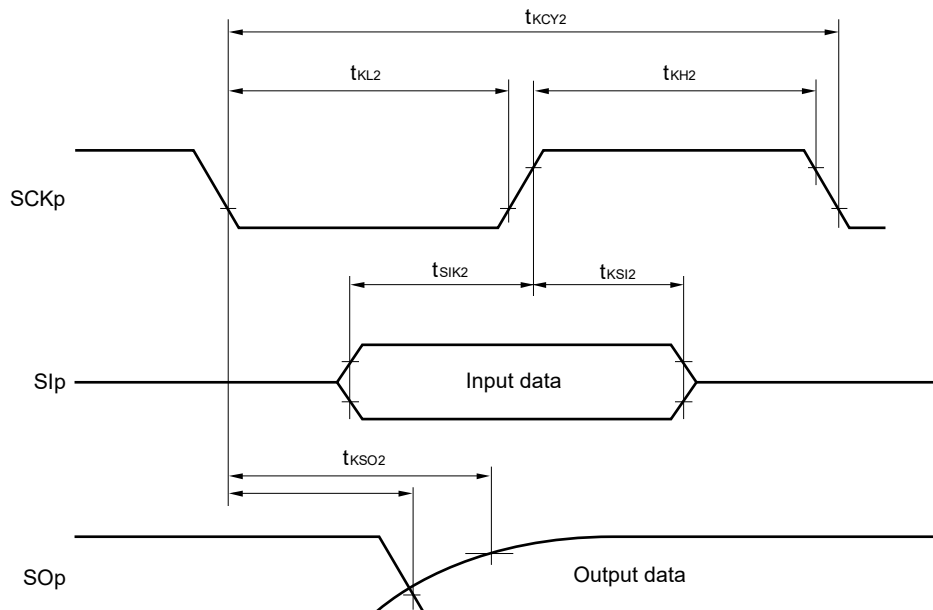 tKCY2
tKL2
tKH2
SCKp
tSIK2
tKSI2
SIp
Input data
tKSO2
SOp
Output data